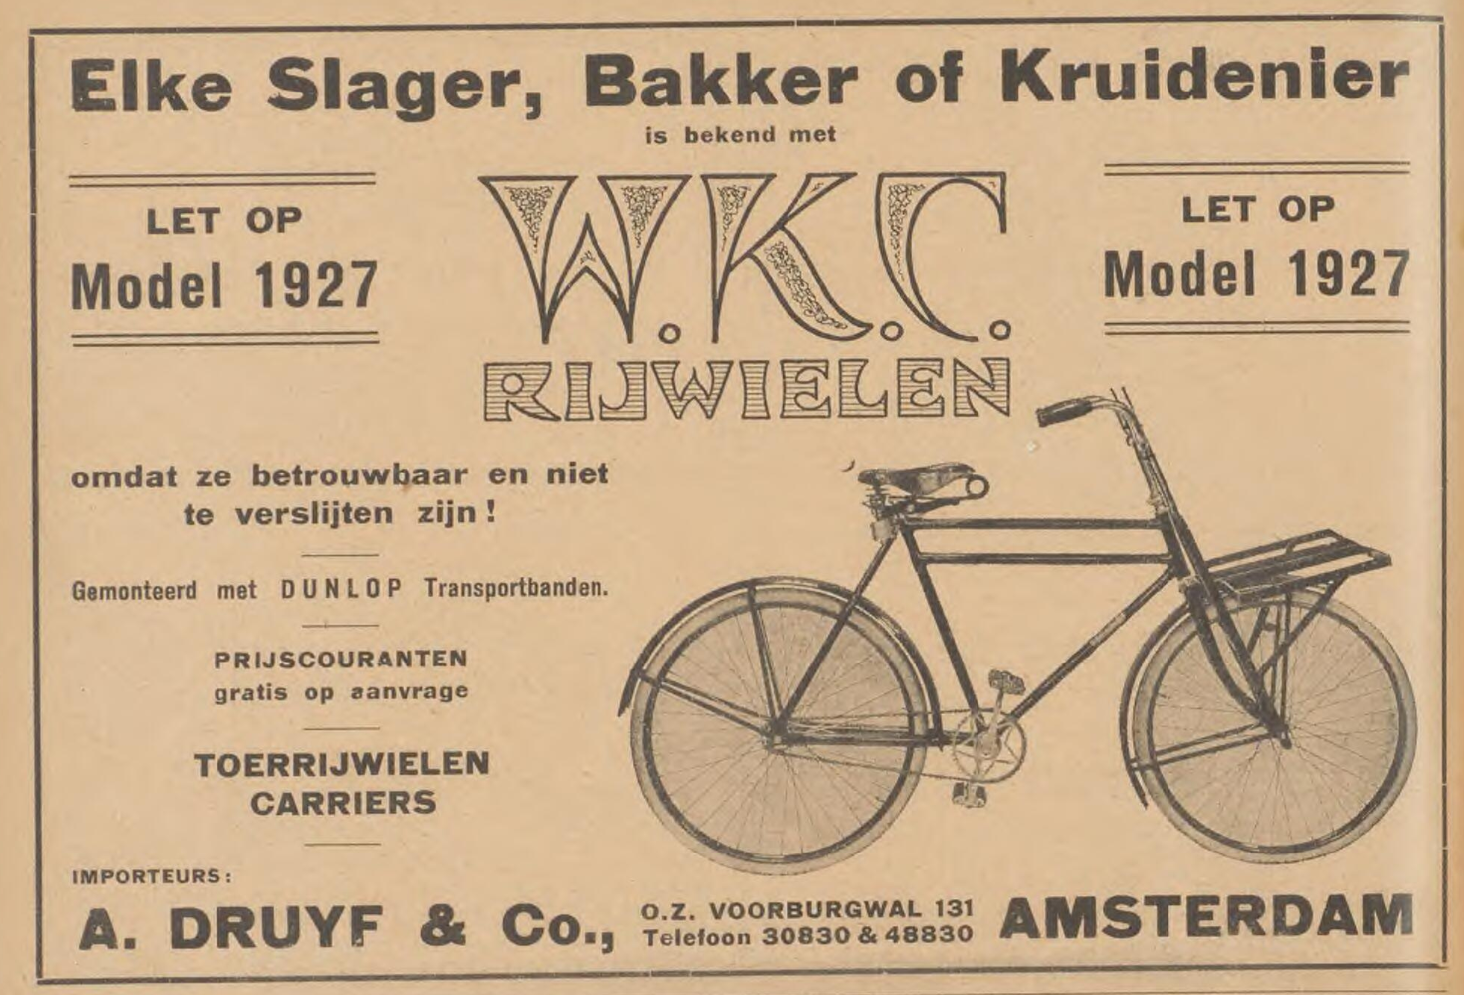 Elke Slager, Bakker of Kruidenier
is bekend met
LET OP
Model 1927
W.K.C.
RIJWIELEN
LET OP
Model 1927
omdat ze betrouwbaar en niet
te verslijten zijn!
Gemonteerd met DUNLOP Transportbanden.
PRIJSCOURANTEN
gratis op aanvrage
TOERRIJWIELEN
CARRIERS
IMPORTEURS:
A. DRUYF & Co., O.Z. VOORBURGWAL 131 AMSTERDAM
Telefoon 30830 & 48830